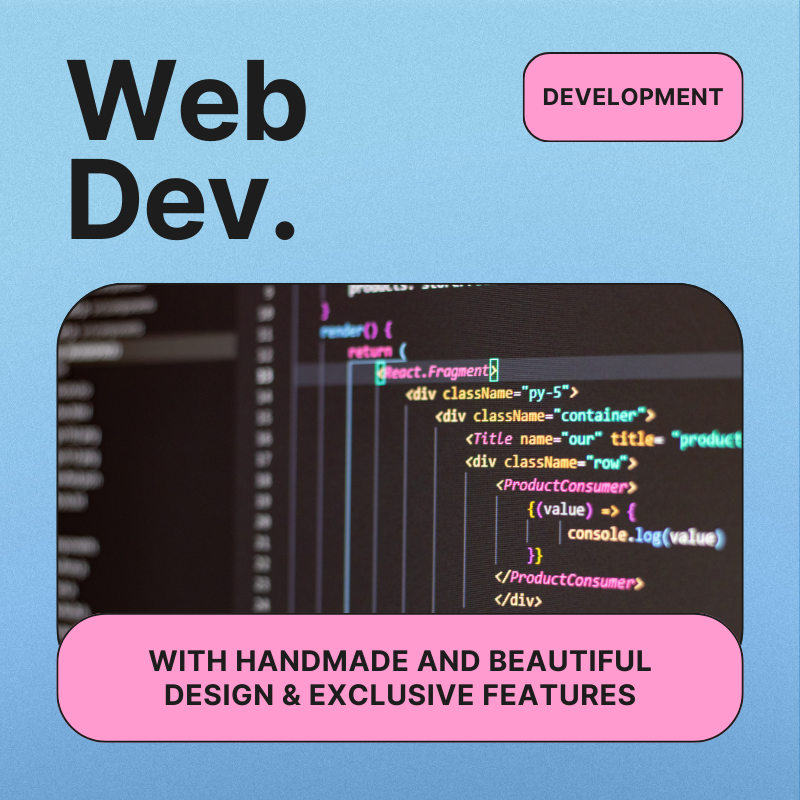 Web
Dev.
DEVELOPMENT
}
render() {
return (
<React.Fragment>
<div className="py-5">
<div className="container">
<Title name="our" title= "product
<div className="row">
<ProductConsumer>
{(value) => {
console.log(value)
}}
</ProductConsumer>
</div>
WITH HANDMADE AND BEAUTIFUL
DESIGN & EXCLUSIVE FEATURES